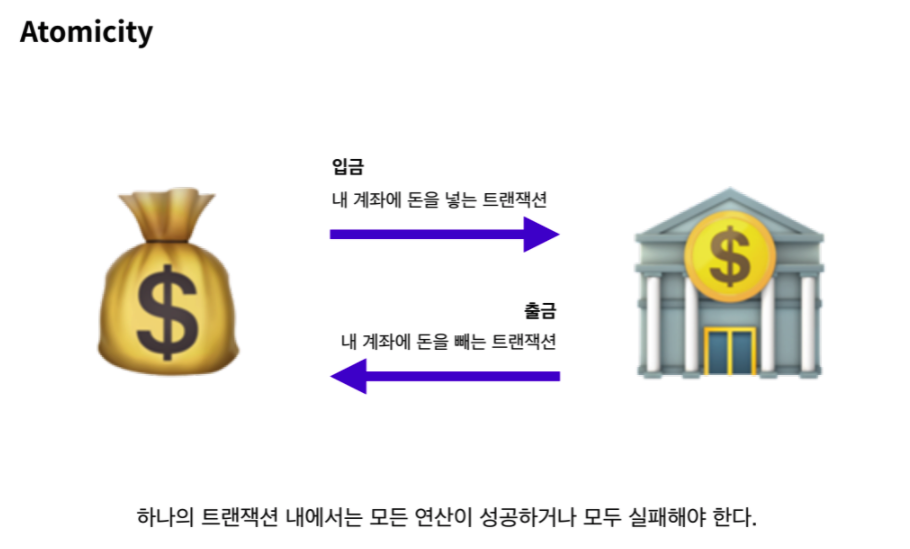 Atomicity
입금
내 계좌에 돈을 넣는 트랜잭션
$
$
출금
내 계좌에 돈을 빼는 트랜잭션
하나의 트랜잭션 내에서는 모든 연산이 성공하거나 모두 실패해야 한다.